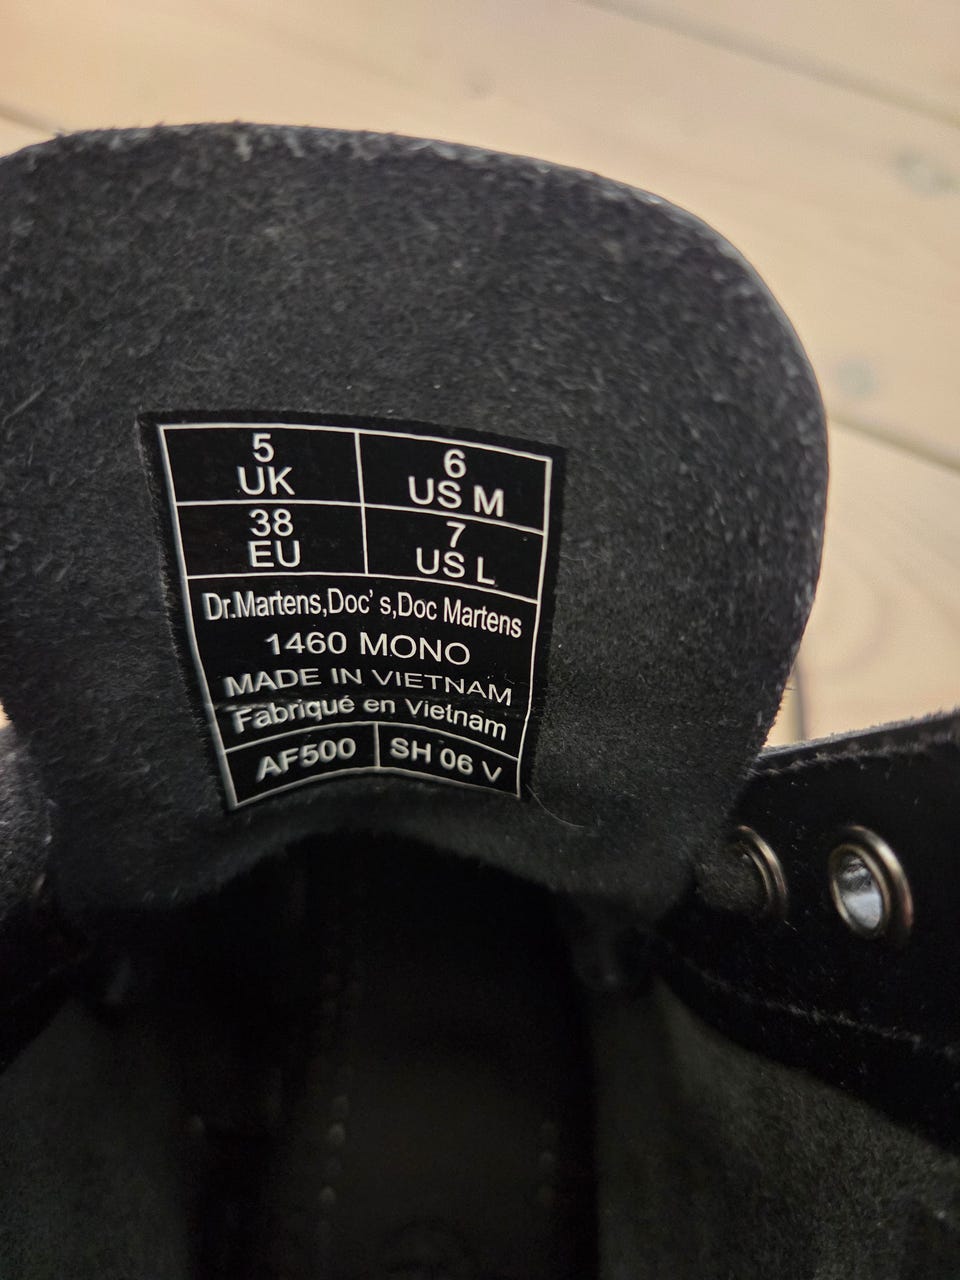 5 UK
6 US M
38 EU
7 US L
Dr.Martens,Doc's,Doc Martens
1460 MONO
MADE IN VIETNAM
Fabriqué en Vietnam
AF500 SH 06 V